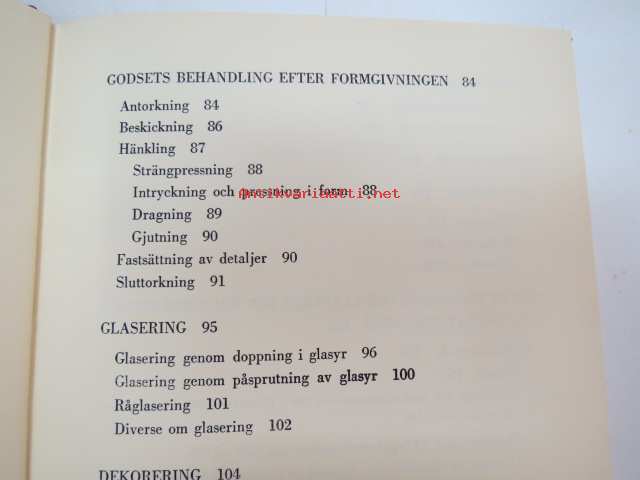 GODSETS BEHANDLING EFTER FORMGIVNINGEN 84
Antorkning 84
Beskickning 86
Hänkling 87
Strängpressning 88
Intryckning och pressning i form 88
antikvariaatti.net
Dragning 89
Gjutning 90
Fastsättning av detaljer 90
Sluttorkning 91
GLASERING 95
Glasering genom doppning i glasyr 96
Glasering genom påsprutning av glasyr 100
Råglasering 101
Diverse om glasering 102
DEKORERING 104